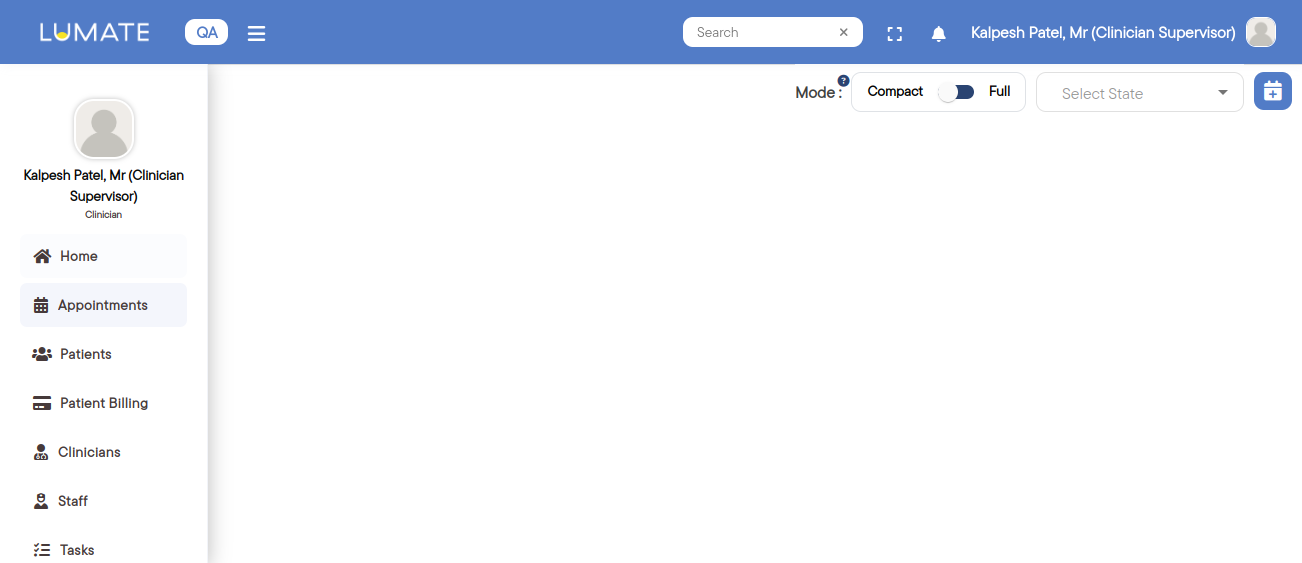 LUMATE
QA
Search
Kalpesh Patel, Mr (Clinician Supervisor)
Mode :
?
Compact
Full
Select State
Kalpesh Patel, Mr (Clinician
Supervisor)
Clinician
Home
Appointments
Patients
Patient Billing
Clinicians
Staff
Tasks